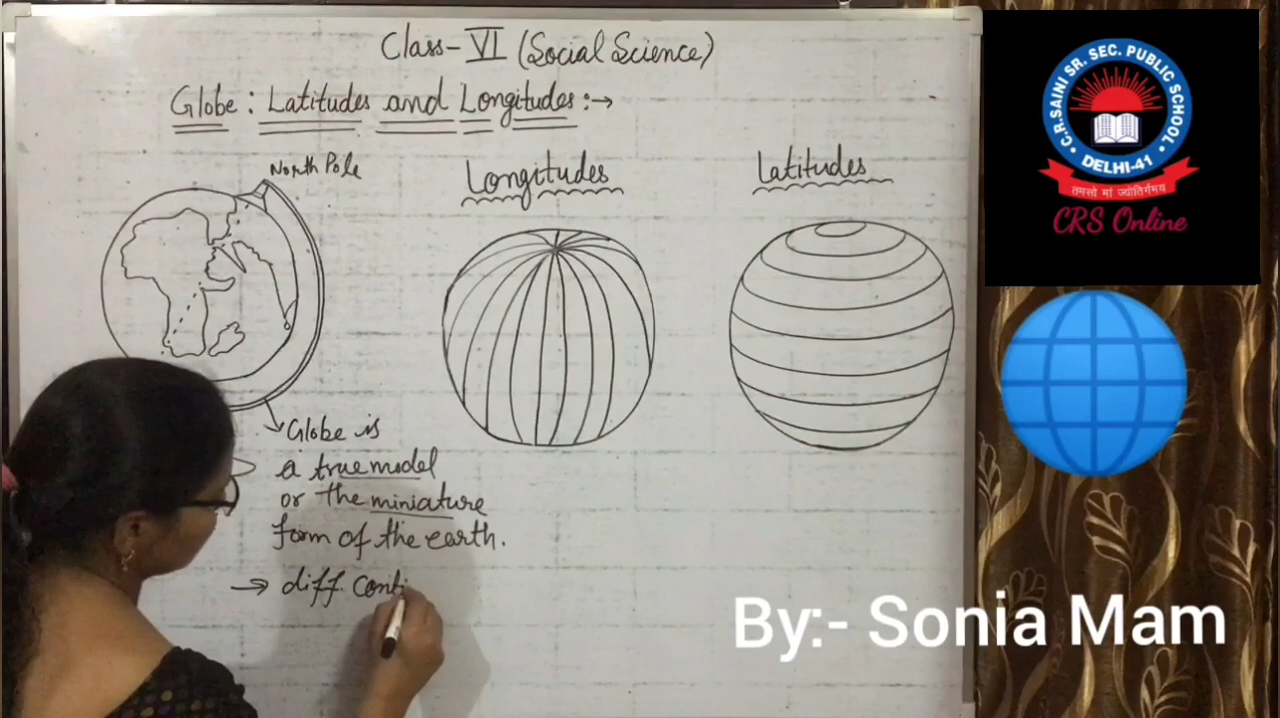 Class-VI (Social Science)
Globe: Latitudes and Longitudes:→
North Pole
Longitudes
Latitudes
Globe is
a true model
or the miniature
form of the earth.
→ diff. conti
C.R.SAINI SR. SEC. PUBLIC SCHOOL
DELHI-41
तमसो मां ज्योतिर्गमय
CRS Online
By:- Sonia Mam